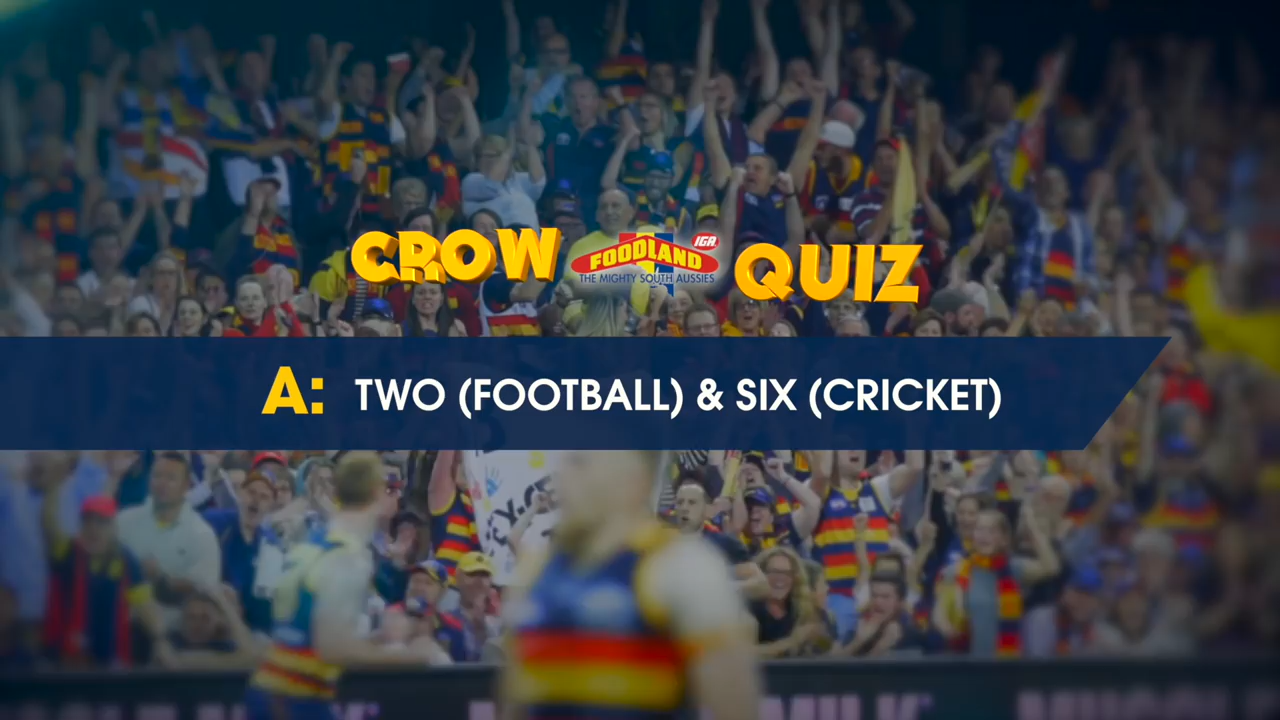 CROW
FOODLAND
IGA
THE MIGHTY SOUTH AUSSIES
QUIZ
A: TWO (FOOTBALL) & SIX (CRICKET)